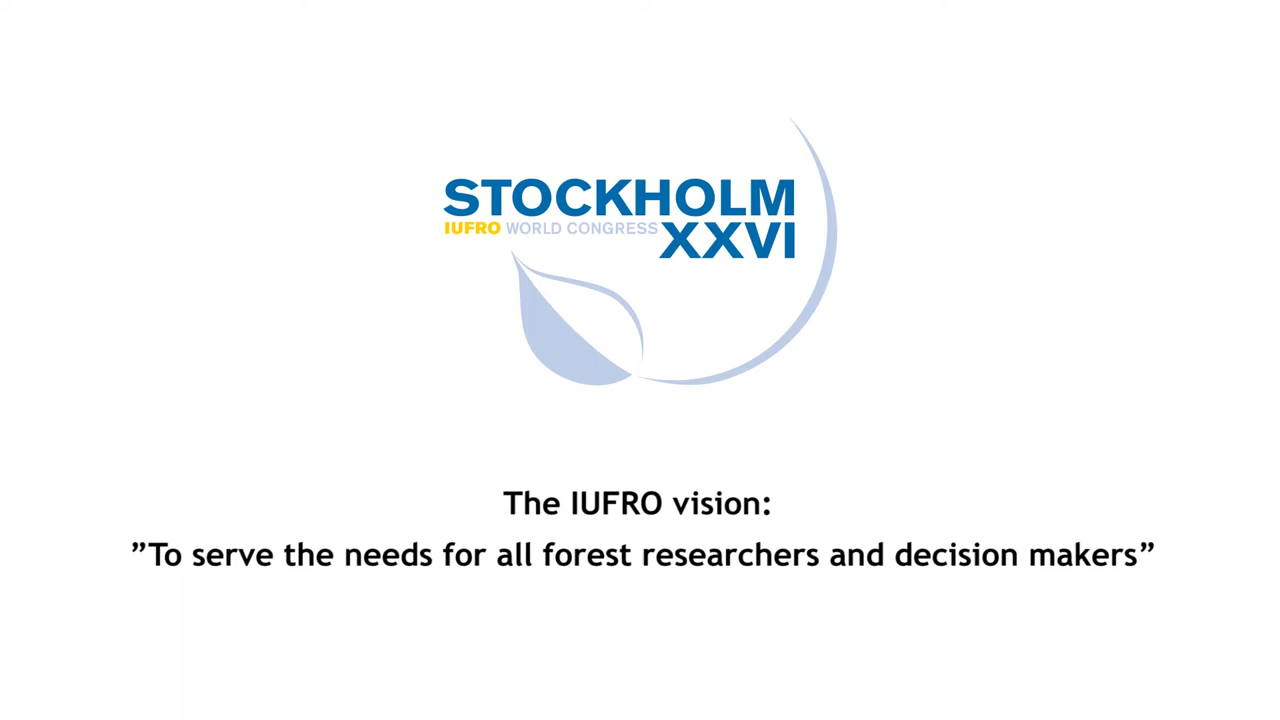 STOCKHOLM
IUFRO WORLD CONGRESS XXVI
The IUFRO vision:
”To serve the needs for all forest researchers and decision makers”